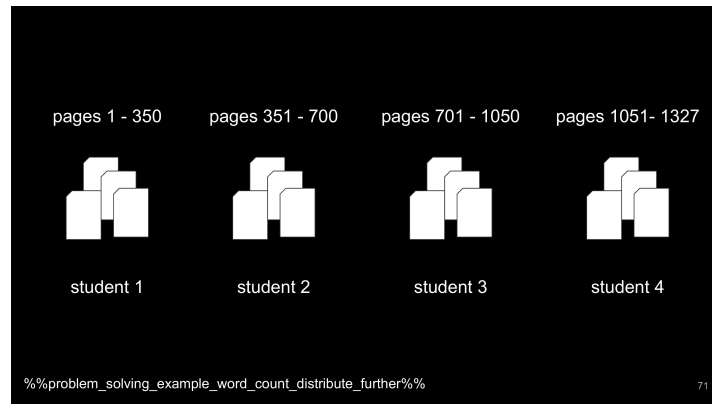 pages 1 - 350
pages 351 - 700
pages 701 - 1050
pages 1051- 1327
student 1
student 2
student 3
student 4
%%problem_solving_example_word_count_distribute_further%%
71